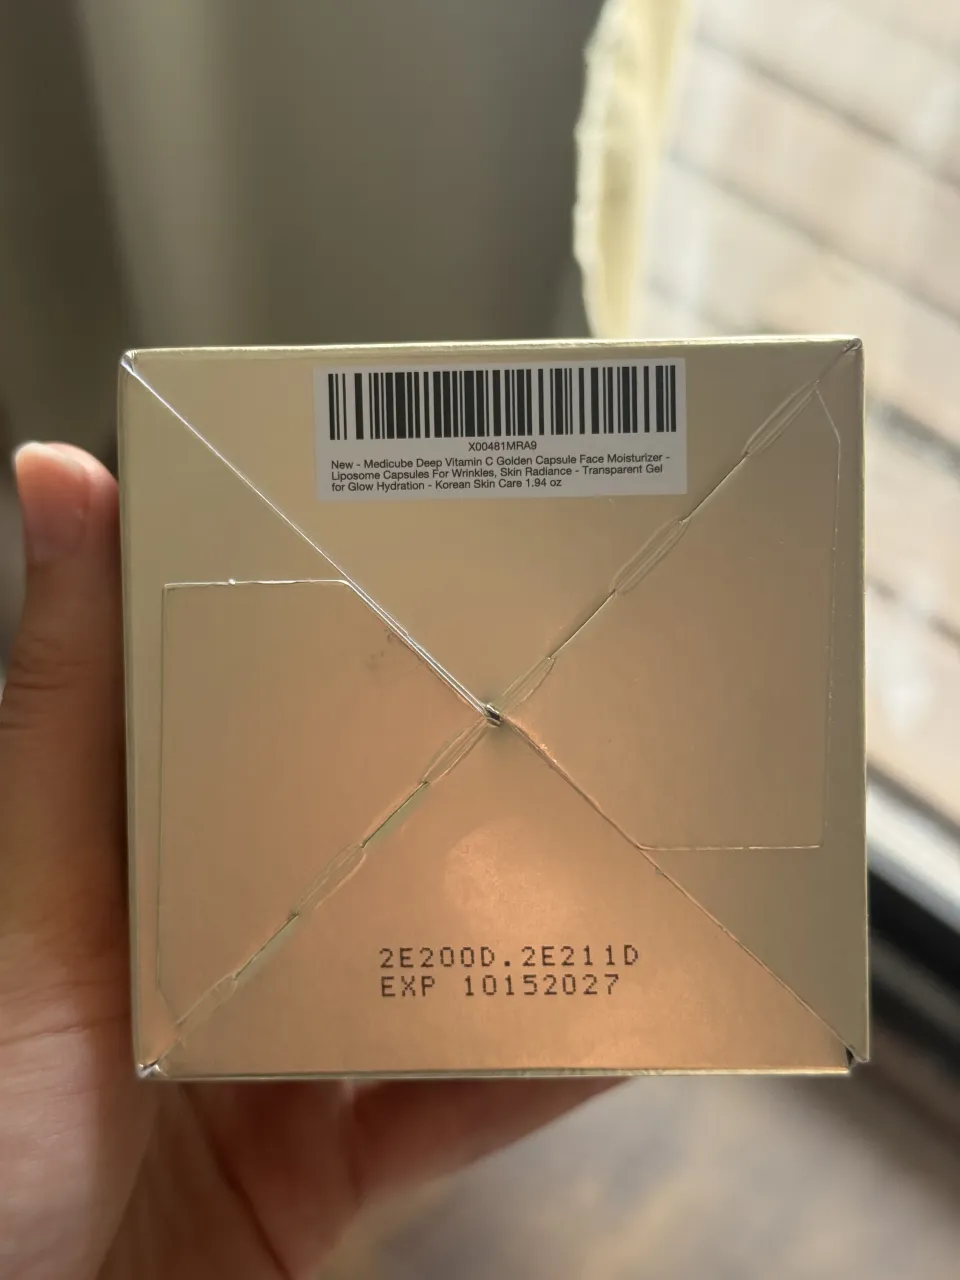 X00481MRA9
New - Medicube Deep Vitamin C Golden Capsule Face Moisturizer -
Liposome Capsules For Wrinkles, Skin Radiance - Transparent Gel
for Glow Hydration - Korean Skin Care 1.94 oz
2E200D.2E211D
EXP 10152027